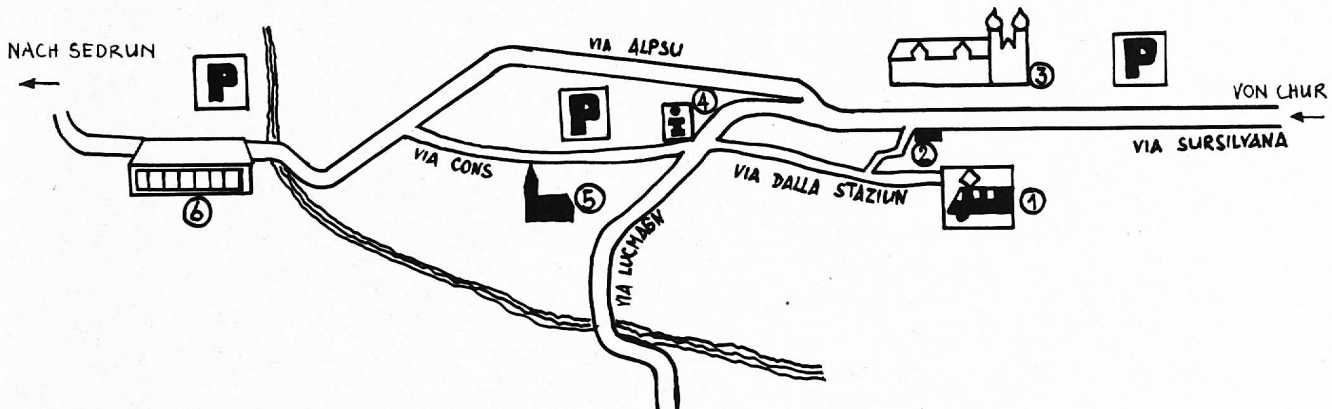 NACH SEDRUN
P
VIA ALPSU
P
i
4
3
P
VON CHUR
VIA SURSILVANA
VIA CONS
2
VIA DALLA STAZIUN
1
5
6
VIA LUCMAGN